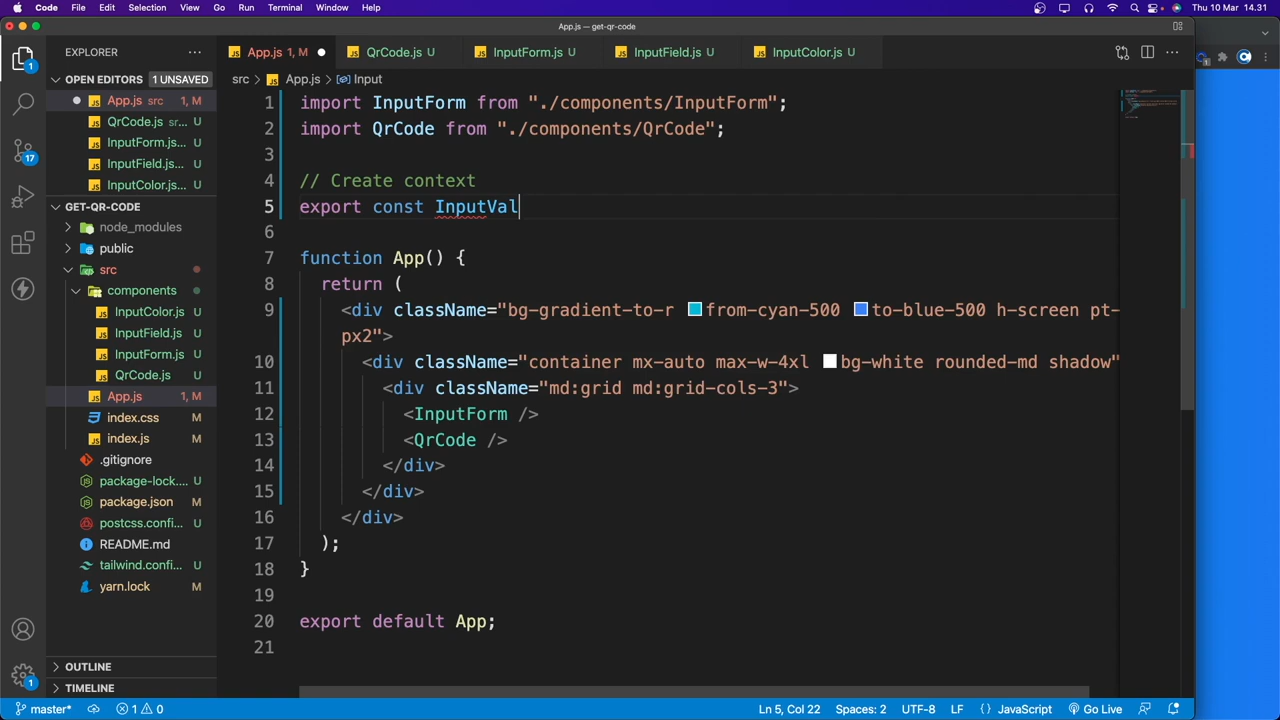 Code File Edit Selection View Go Run Terminal Window Help Thu 10 Mar 14.31
App.js — get-qr-code
EXPLORER ···
App.js 1, M
QrCode.js U
InputForm.js U
InputField.js U
InputColor.js U
OPEN EDITORS 1 UNSAVED
App.js src 1, M
QrCode.js sr... U
InputForm.js... U
InputField.js... U
InputColor.js... U
GET-QR-CODE
node_modules
public
src
components
InputColor.js U
InputField.js U
InputForm.js U
QrCode.js U
App.js 1, M
index.css M
index.js M
.gitignore
package-lock.... U
package.json M
postcss.confi... U
README.md
tailwind.confi... U
yarn.lock M
OUTLINE
TIMELINE
src > App.js > Input
1 import InputForm from "./components/InputForm";
2 import QrCode from "./components/QrCode";
3
4 // Create context
5 export const InputVal
6
7 function App() {
8 return (
9 <div className="bg-gradient-to-r from-cyan-500 to-blue-500 h-screen pt-
px2">
10 <div className="container mx-auto max-w-4xl bg-white rounded-md shadow"
11 <div className="md:grid md:grid-cols-3">
12 <InputForm />
13 <QrCode />
14 </div>
15 </div>
16 </div>
17 );
18 }
19
20 export default App;
21
1
17
1
master* 1 0 Ln 5, Col 22 Spaces: 2 UTF-8 LF {} JavaScript Go Live